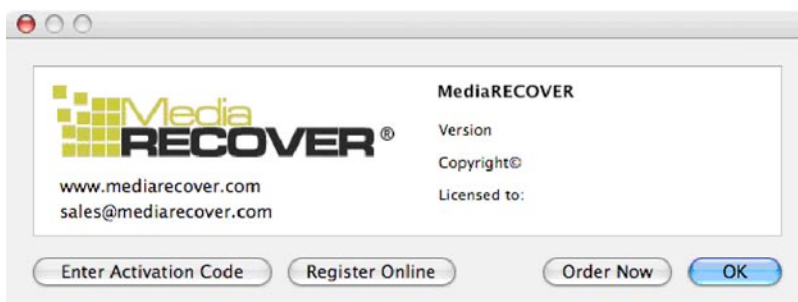 Media
RECOVER®
www.mediarecover.com
sales@mediarecover.com
MediaRECOVER
Version
Copyright©
Licensed to:
Enter Activation Code
Register Online
Order Now
OK